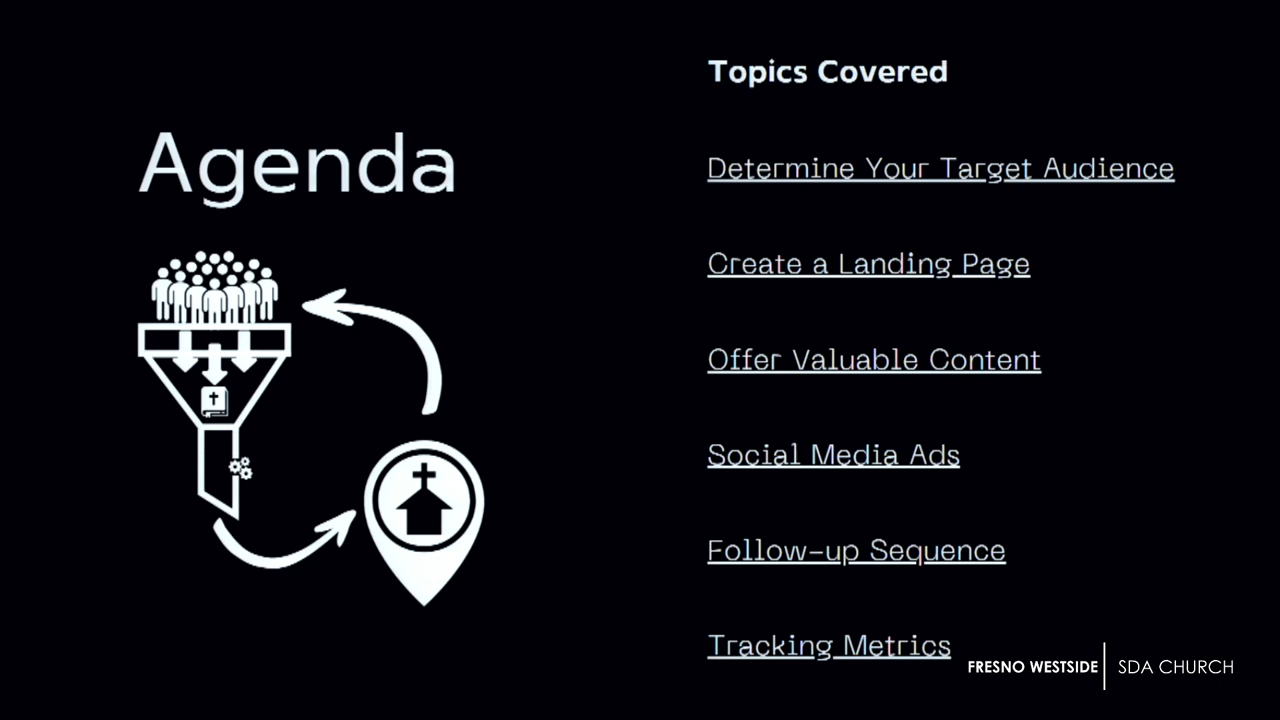 Agenda
Topics Covered
Determine Your Target Audience
Create a Landing Page
Offer Valuable Content
Social Media Ads
Follow-up Sequence
Tracking Metrics
FRESNO WESTSIDE SDA CHURCH